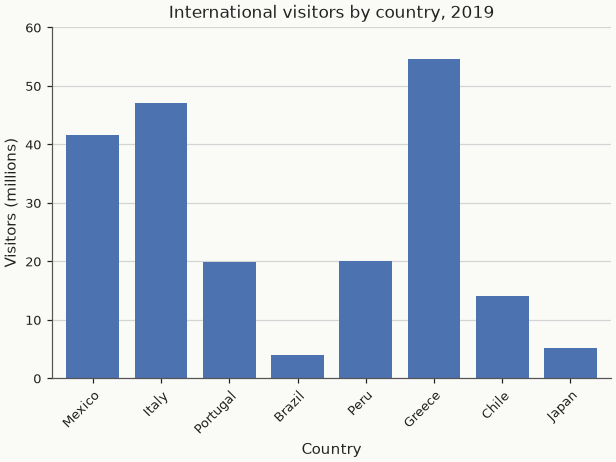 International visitors by country, 2019
Visitors (millions)
60
50
40
30
20
10
0
Mexico
Italy
Portugal
Brazil
Peru
Greece
Chile
Japan
Country